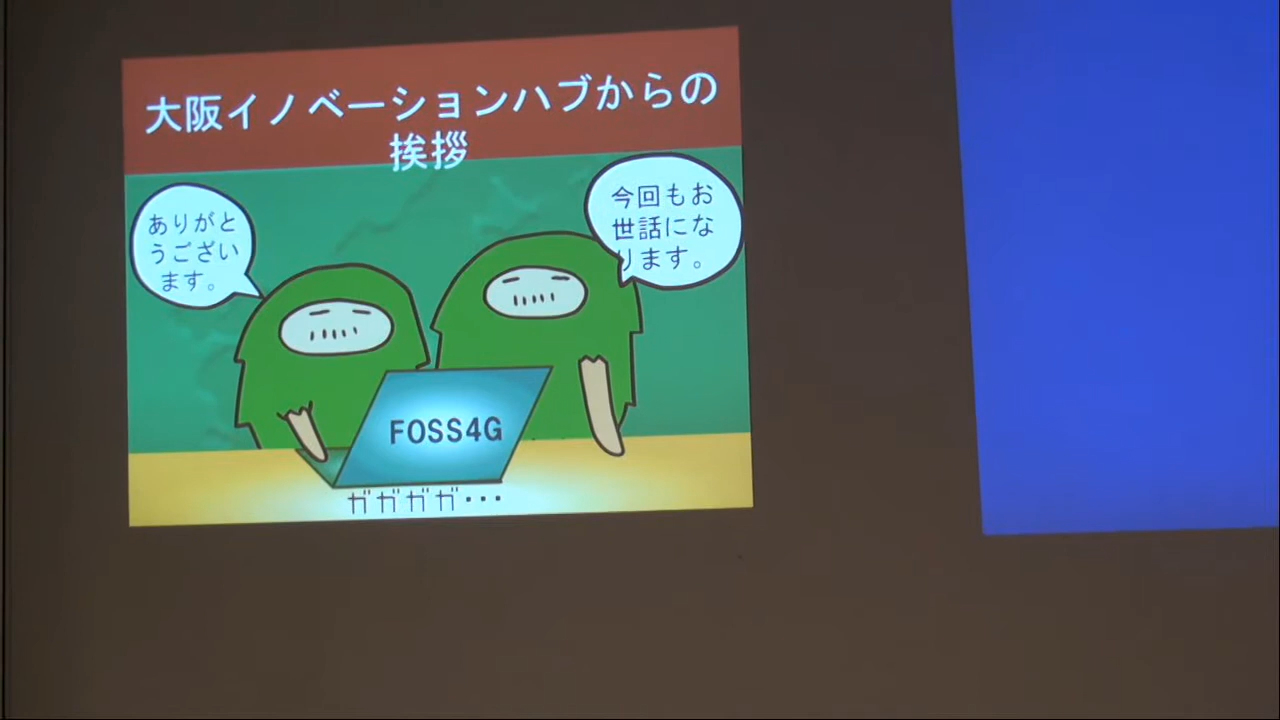 大阪イノベーションハブからの
挨拶
ありがと
うござい
ます。
今回もお
世話にな
ります。
FOSS4G
ガガガガ・・・